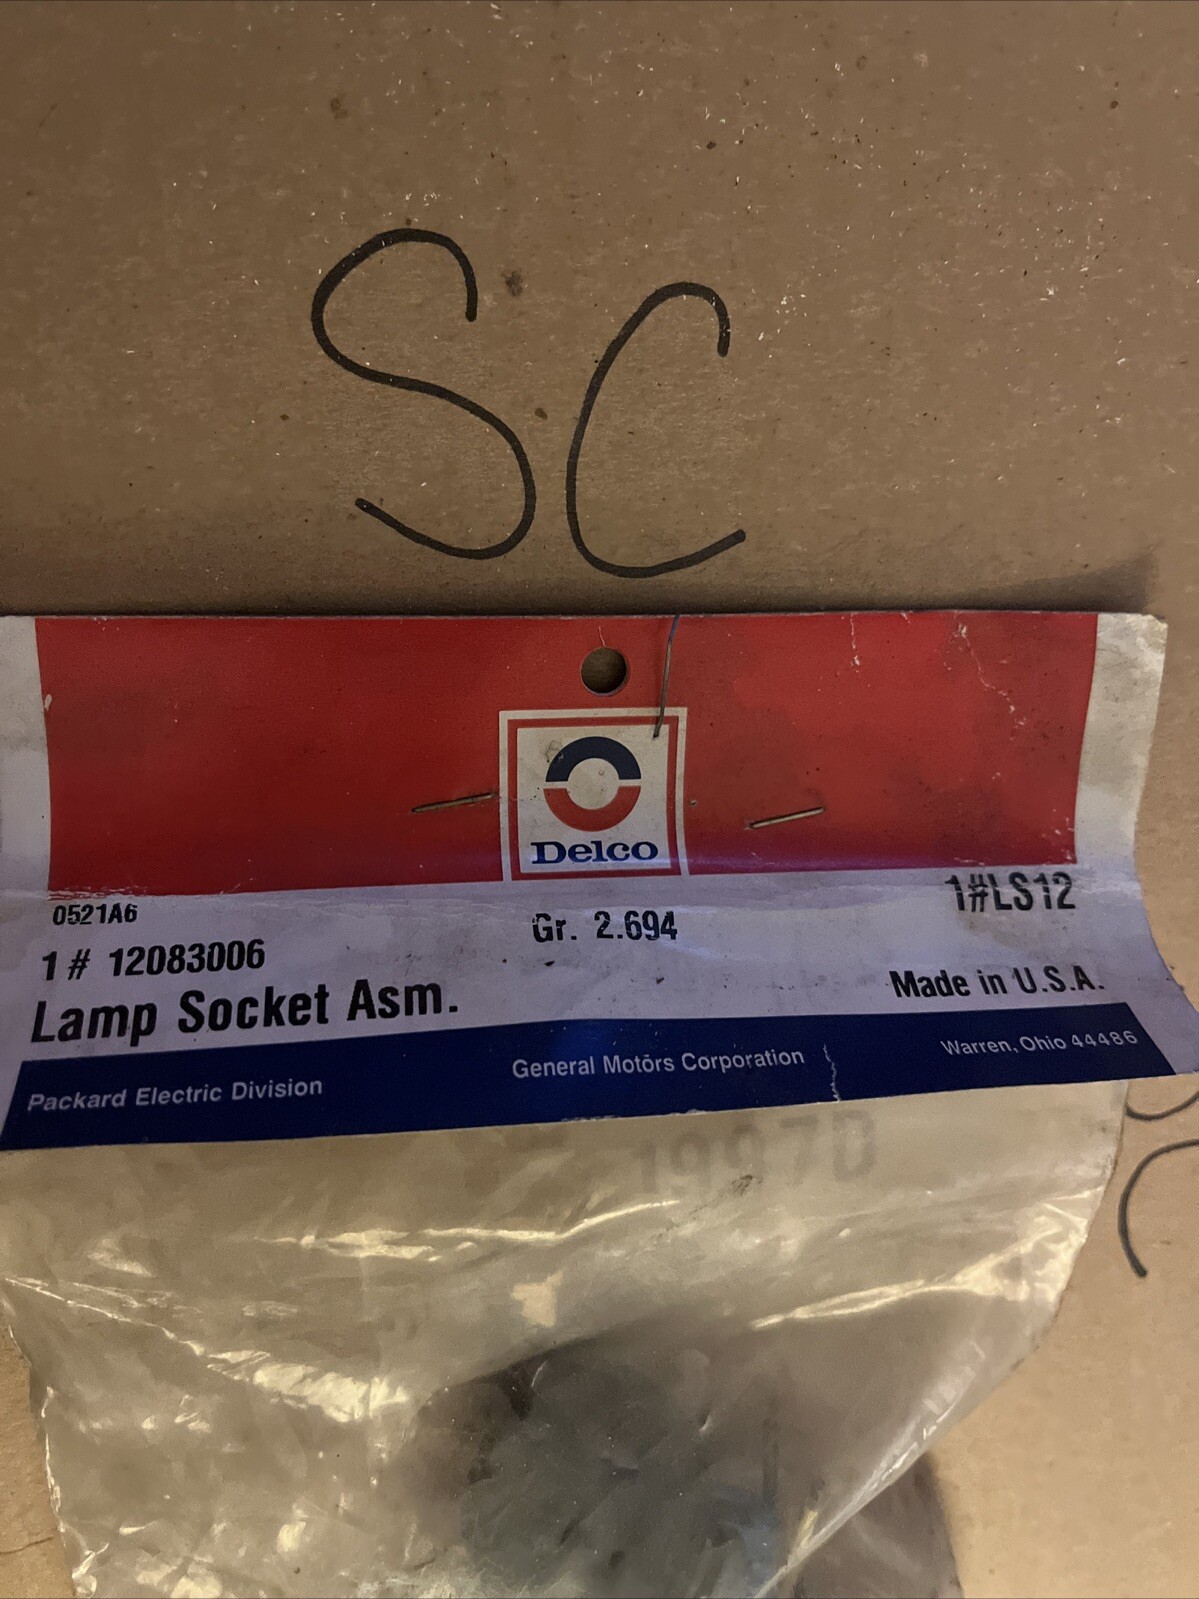 SC
Delco
0521A6
Gr. 2.694
1#LS12
1# 12083006
Lamp Socket Asm.
Made in U.S.A.
Packard Electric Division
General Motors Corporation
Warren, Ohio 44486